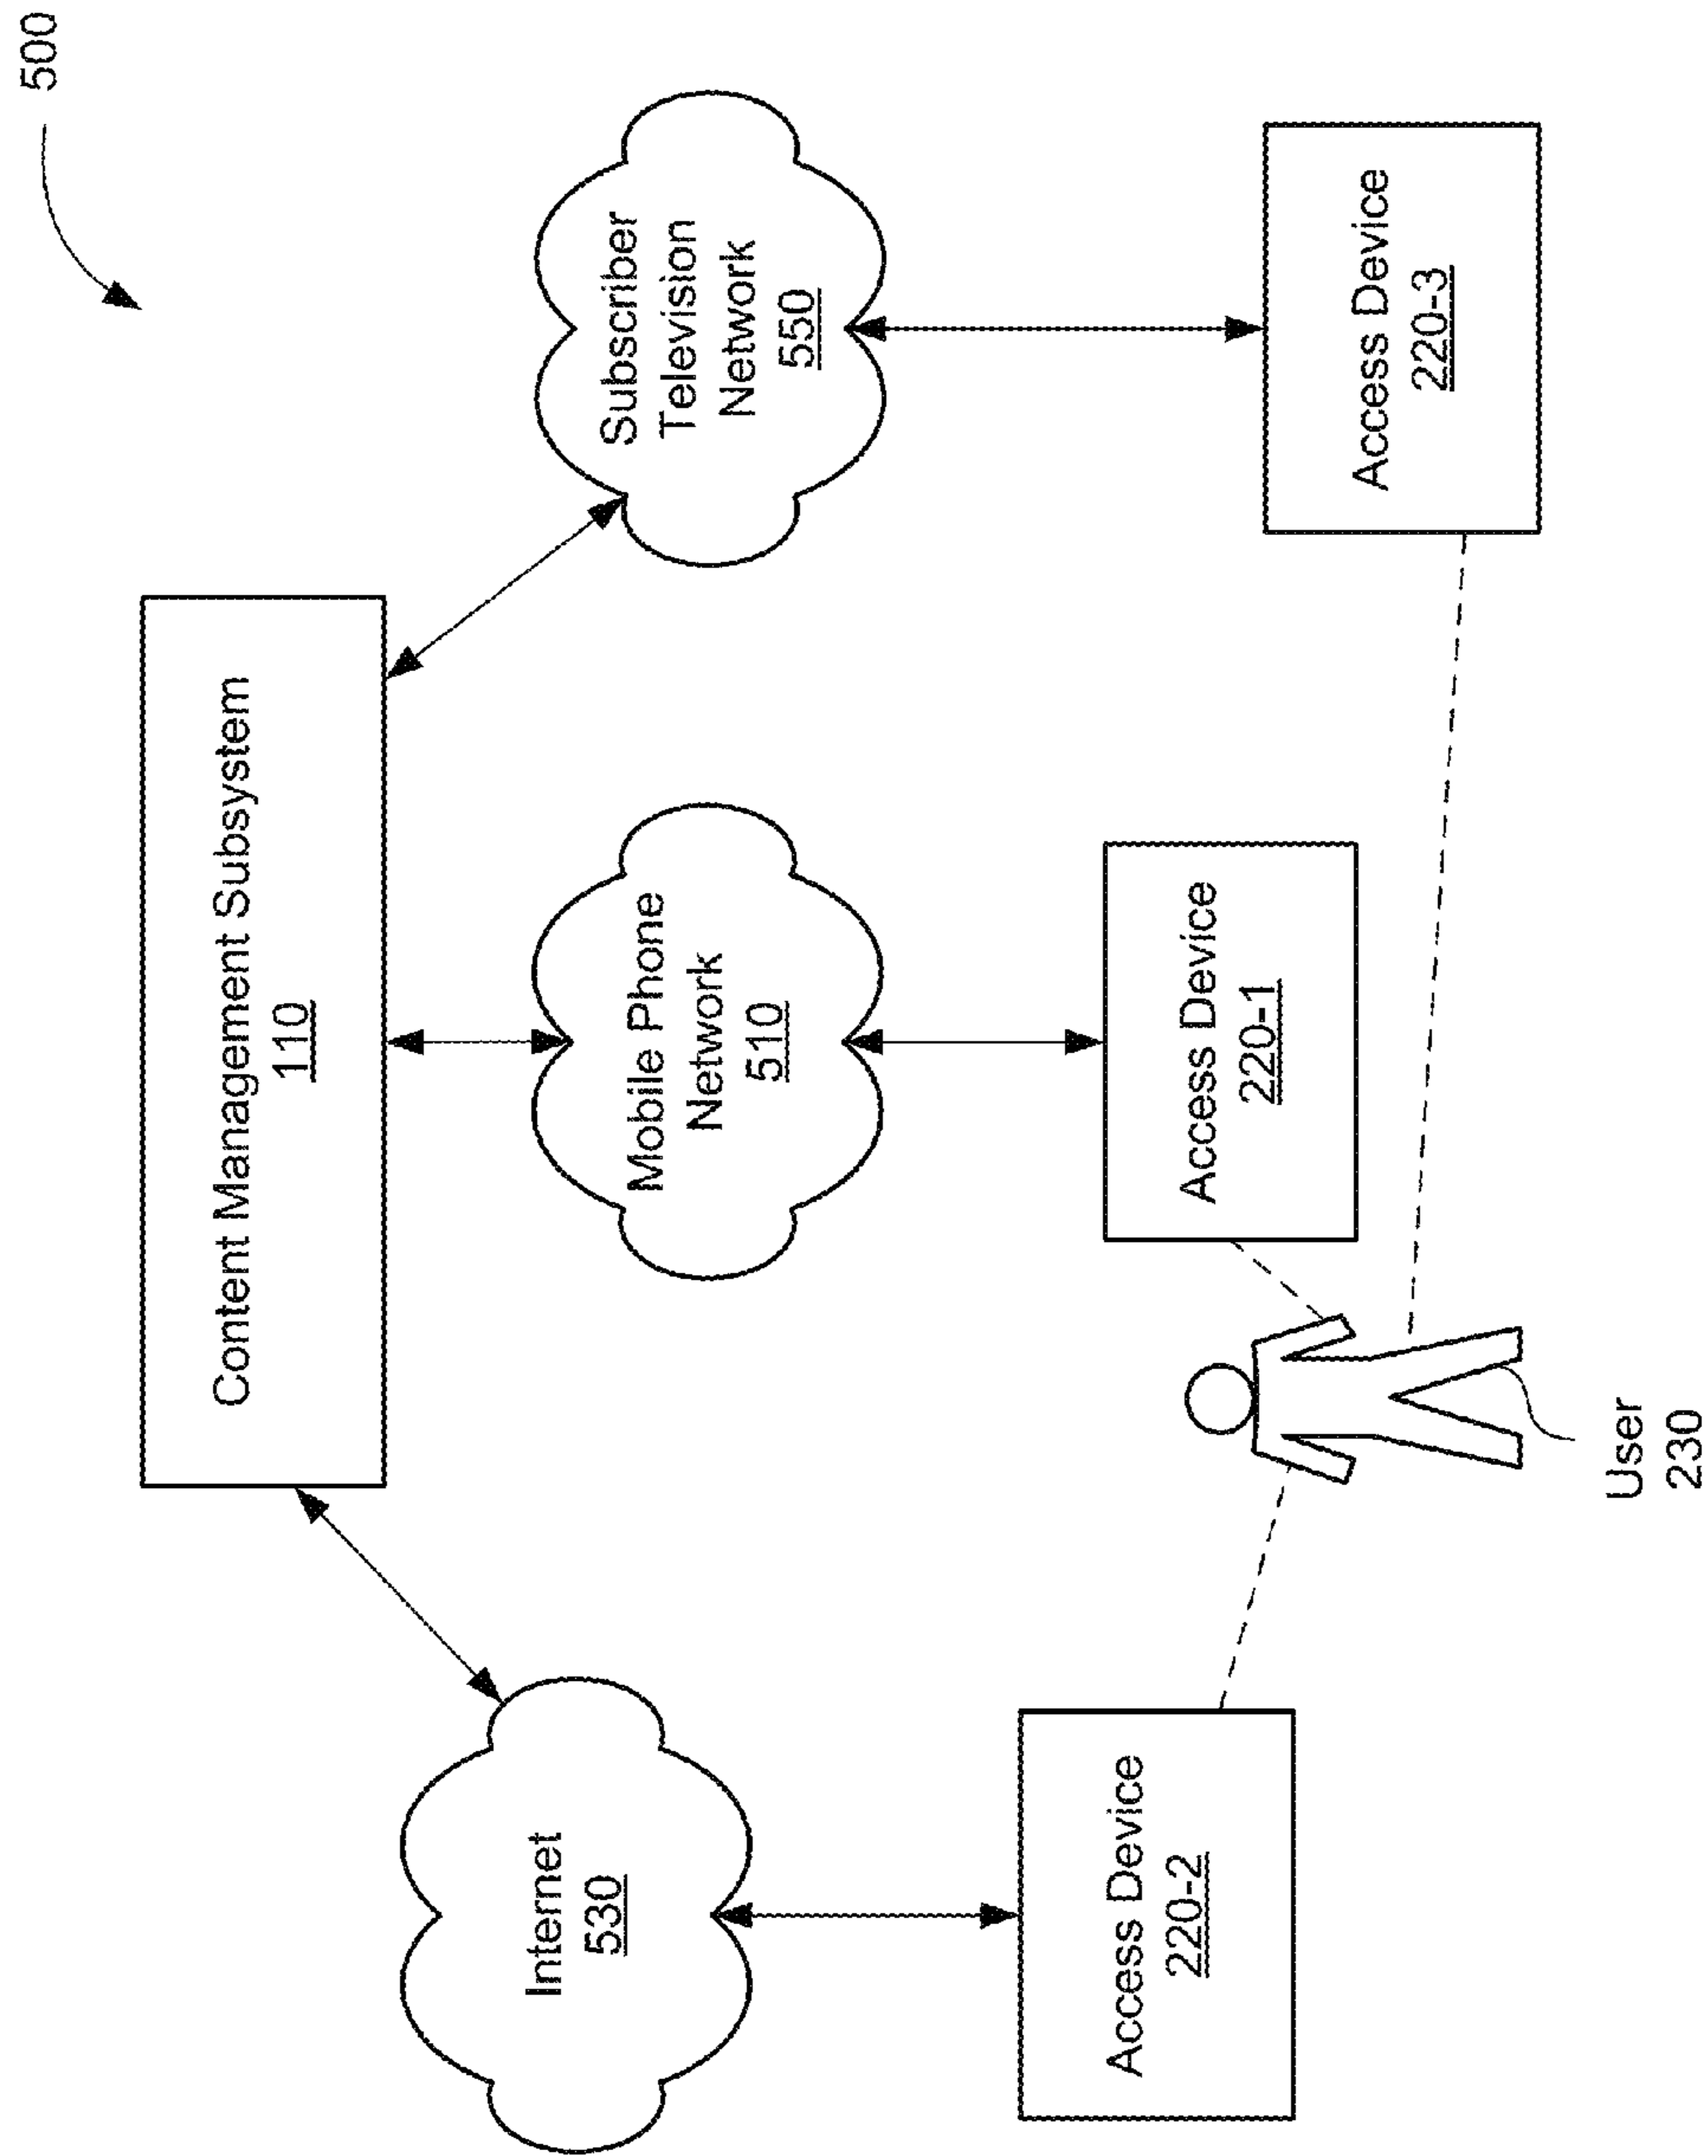 500
Content Management Subsystem
110
Internet
530
Mobile Phone
Network
510
Subscriber
Television
Network
550
Access Device
220-2
Access Device
220-1
Access Device
220-3
User
230